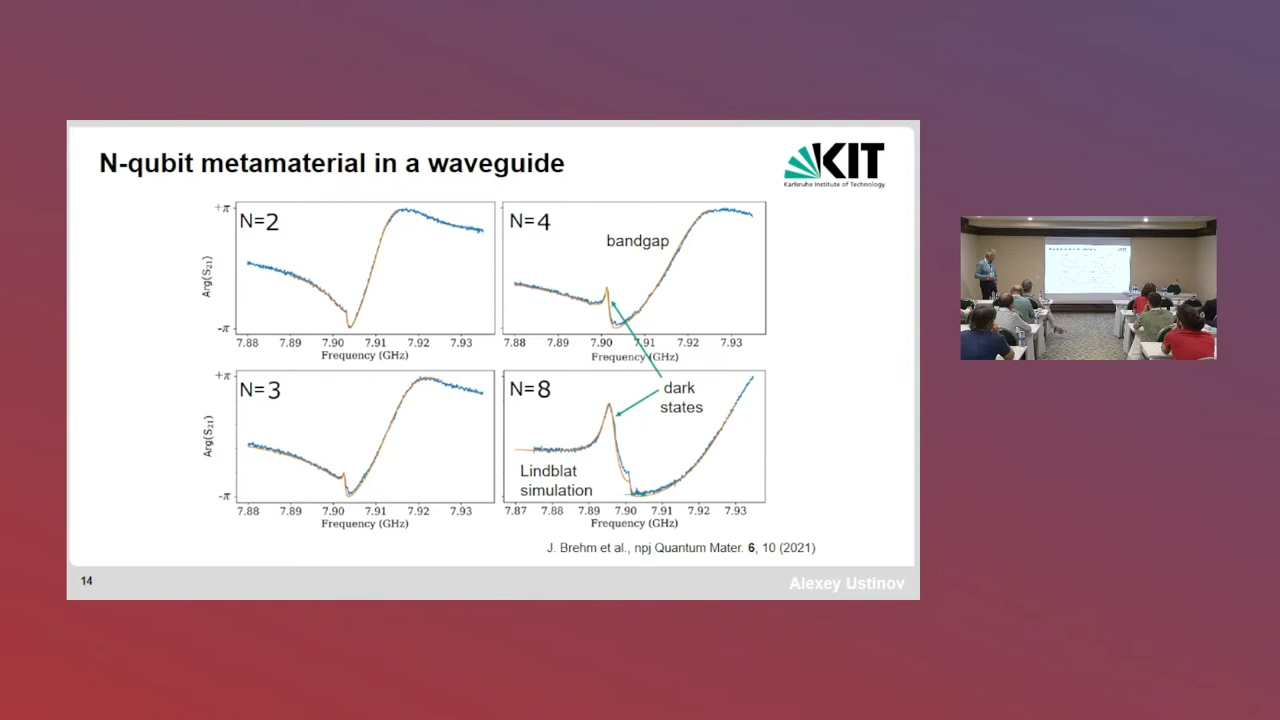 N-qubit metamaterial in a waveguide
KIT
Karlsruhe Institute of Technology
+π
N=2
Arg(S21)
-π
7.88 7.89 7.90 7.91 7.92 7.93
Frequency (GHz)
N=4
bandgap
7.88 7.89 7.90 7.91 7.92 7.93
Frequency (GHz)
dark
states
+π
N=3
Arg(S21)
-π
7.88 7.89 7.90 7.91 7.92 7.93
Frequency (GHz)
N=8
Lindblat
simulation
7.87 7.88 7.89 7.90 7.91 7.92 7.93
Frequency (GHz)
J. Brehm et al., npj Quantum Mater. 6, 10 (2021)
14
Alexey Ustinov